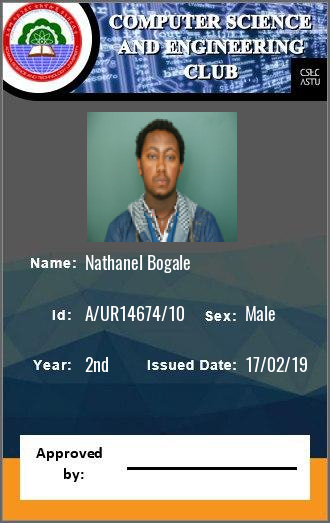 COMPUTER SCIENCE
AND ENGINEERING
CLUB
CSEC
ASTU
Name: Nathanel Bogale
Id: A/UR14674/10 Sex: Male
Year: 2nd Issued Date: 17/02/19
Approved
by: